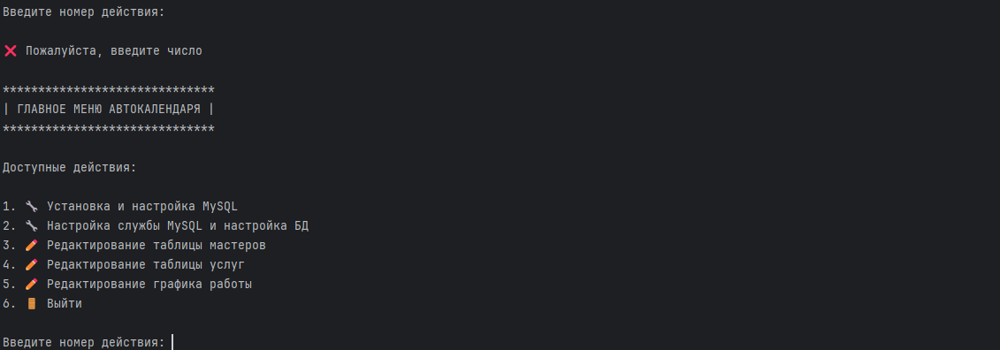 Введите номер действия:
❌ Пожалуйста, введите число
******************************
| ГЛАВНОЕ МЕНЮ АВТОКАЛЕНДАРЯ |
******************************
Доступные действия:
1. 🔧 Установка и настройка MySQL
2. 🔧 Настройка службы MySQL и настройка БД
3. ✏️ Редактирование таблицы мастеров
4. ✏️ Редактирование таблицы услуг
5. ✏️ Редактирование графика работы
6. 🚪 Выйти
Введите номер действия: